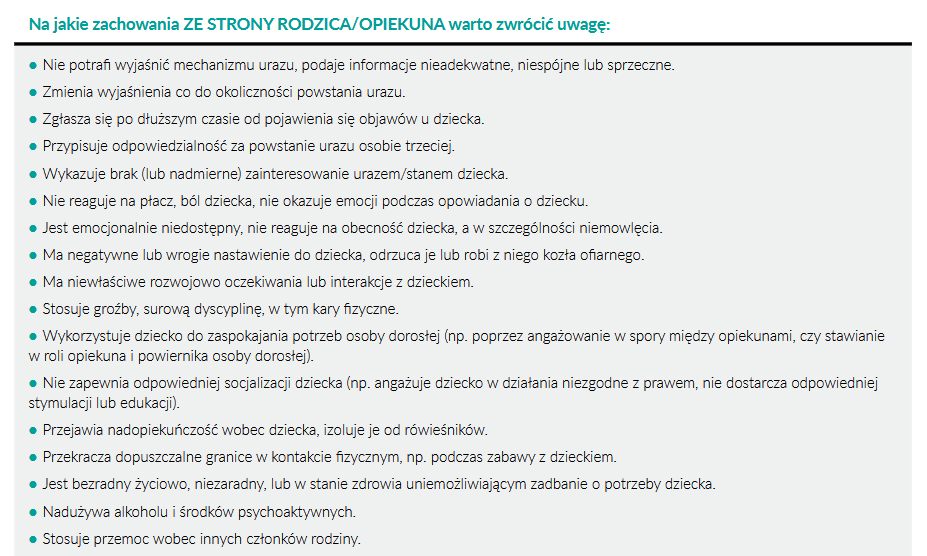 Na jakie zachowania ZE STRONY RODZICA/OPIEKUNA warto zwrócić uwagę:
● Nie potrafi wyjaśnić mechanizmu urazu, podaje informacje nieadekwatne, niespójne lub sprzeczne.
● Zmienia wyjaśnienia co do okoliczności powstania urazu.
● Zgłasza się po dłuższym czasie od pojawienia się objawów u dziecka.
● Przypisuje odpowiedzialność za powstanie urazu osobie trzeciej.
● Wykazuje brak (lub nadmierne) zainteresowanie urazem/stanem dziecka.
● Nie reaguje na płacz, ból dziecka, nie okazuje emocji podczas opowiadania o dziecku.
● Jest emocjonalnie niedostępny, nie reaguje na obecność dziecka, a w szczególności niemowlęcia.
● Ma negatywne lub wrogie nastawienie do dziecka, odrzuca je lub robi z niego kozła ofiarnego.
● Ma niewłaściwe rozwojowo oczekiwania lub interakcje z dzieckiem.
● Stosuje groźby, surową dyscyplinę, w tym kary fizyczne.
● Wykorzystuje dziecko do zaspokajania potrzeb osoby dorosłej (np. poprzez angażowanie w spory między opiekunami, czy stawianie
w roli opiekuna i powiernika osoby dorosłej).
● Nie zapewnia odpowiedniej socjalizacji dziecka (np. angażuje dziecko w działania niezgodne z prawem, nie dostarcza odpowiedniej
stymulacji lub edukacji).
● Przejawia nadopiekuńczość wobec dziecka, izoluje je od rówieśników.
● Przekracza dopuszczalne granice w kontakcie fizycznym, np. podczas zabawy z dzieckiem.
● Jest bezradny życiowo, niezaradny, lub w stanie zdrowia uniemożliwiającym zadbanie o potrzeby dziecka.
● Nadużywa alkoholu i środków psychoaktywnych.
● Stosuje przemoc wobec innych członków rodziny.